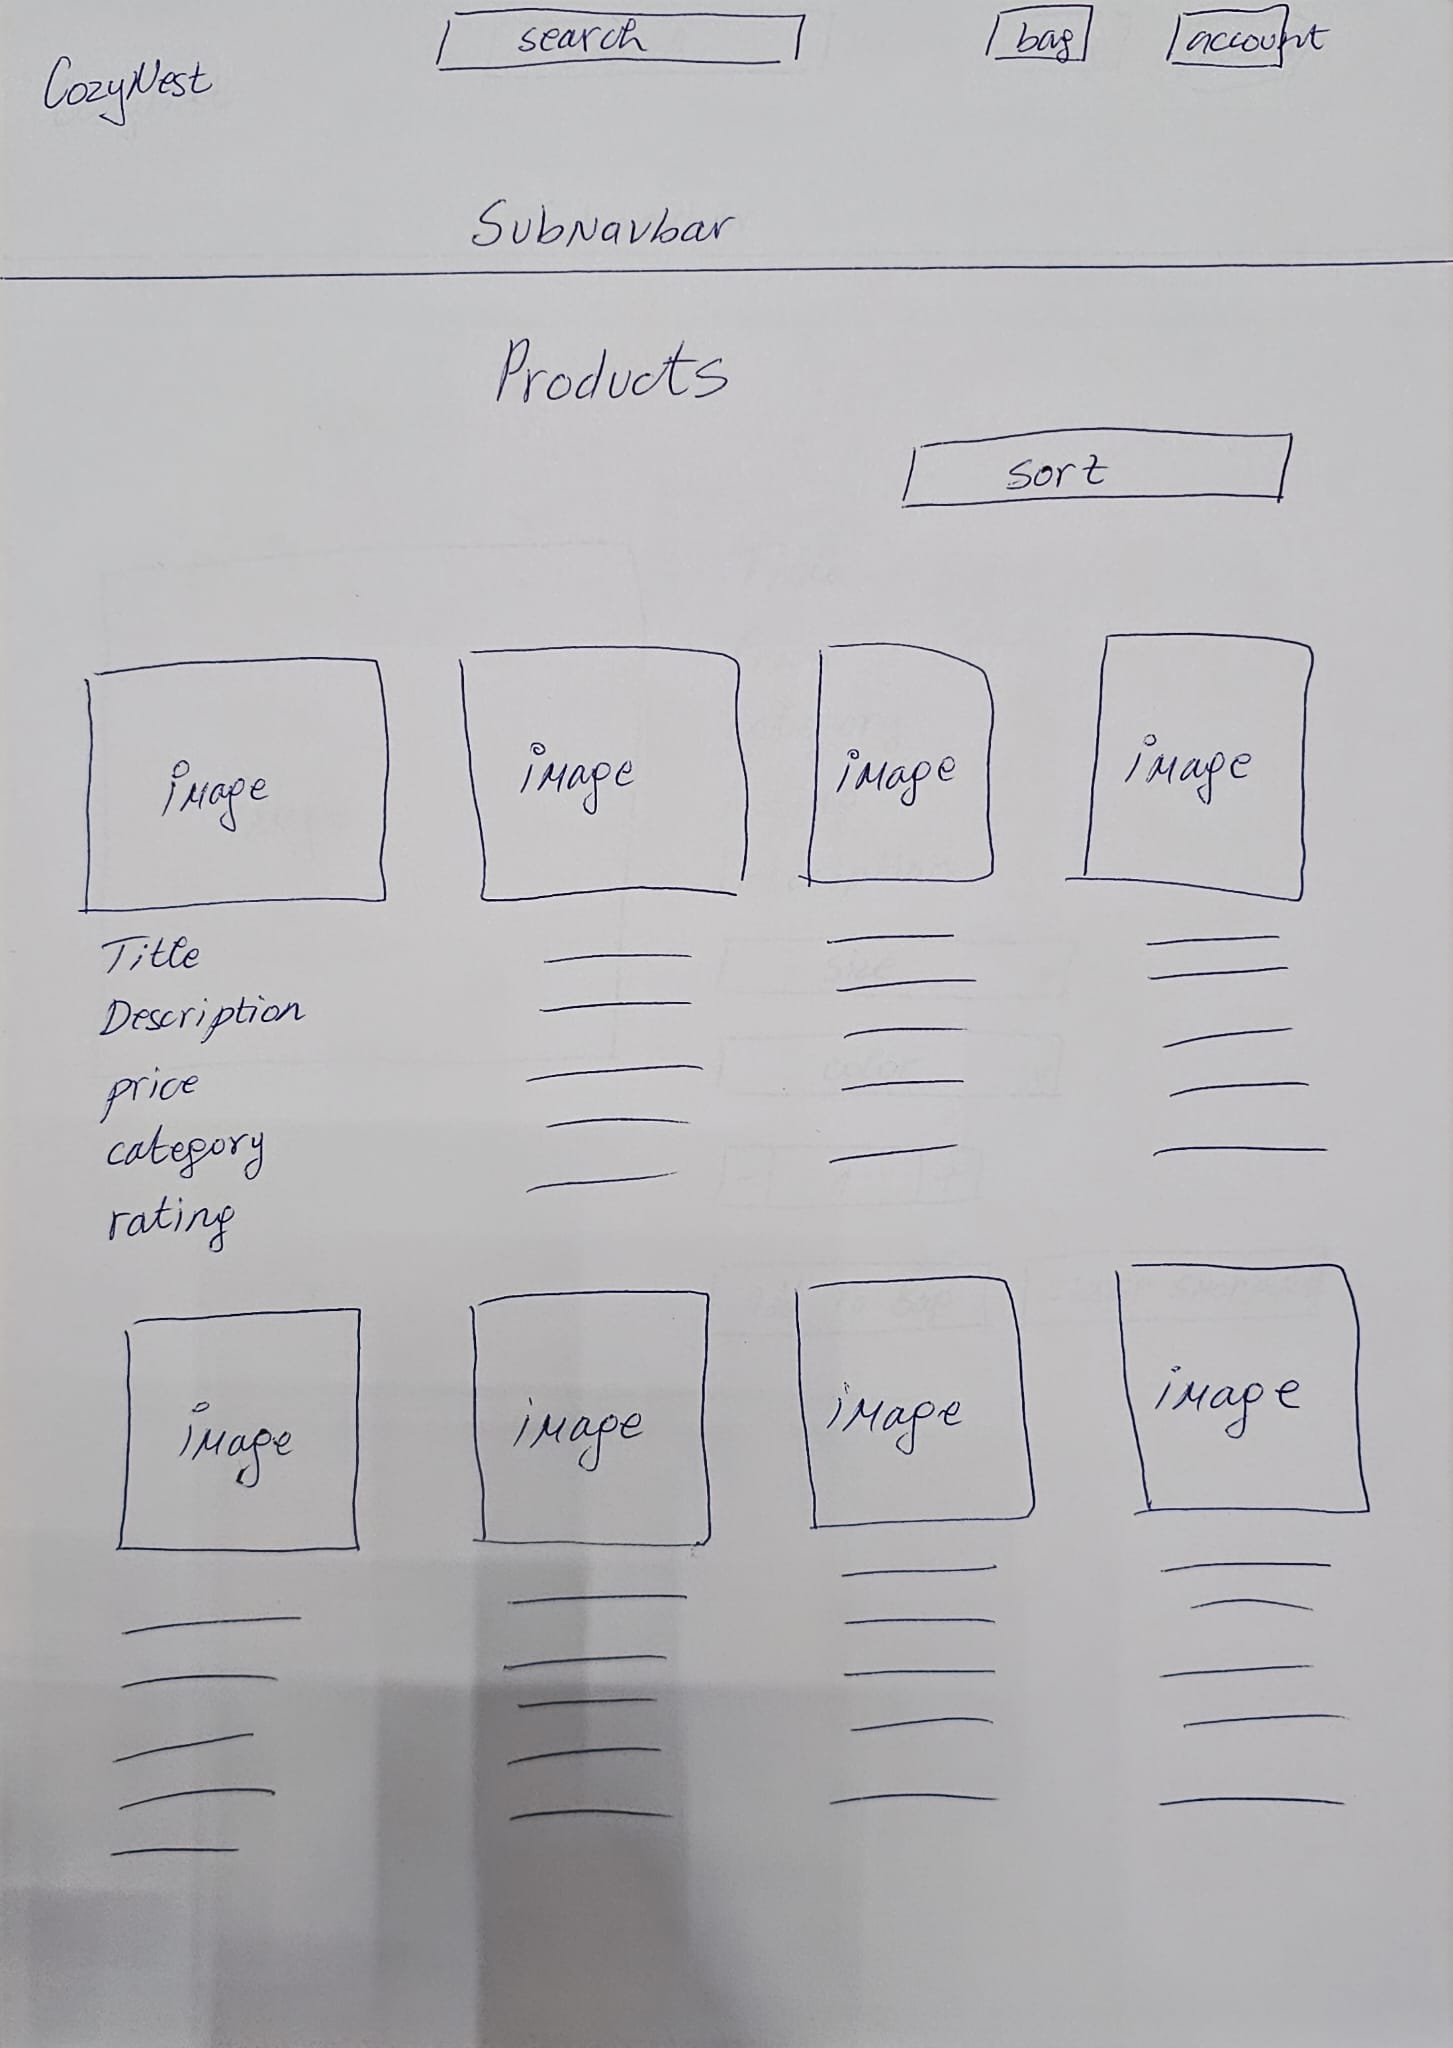 search
bag
account
CozyNest
Subnavbar
Products
sort
image
image
image
image
Title
Description
price
category
rating
image
image
image
image